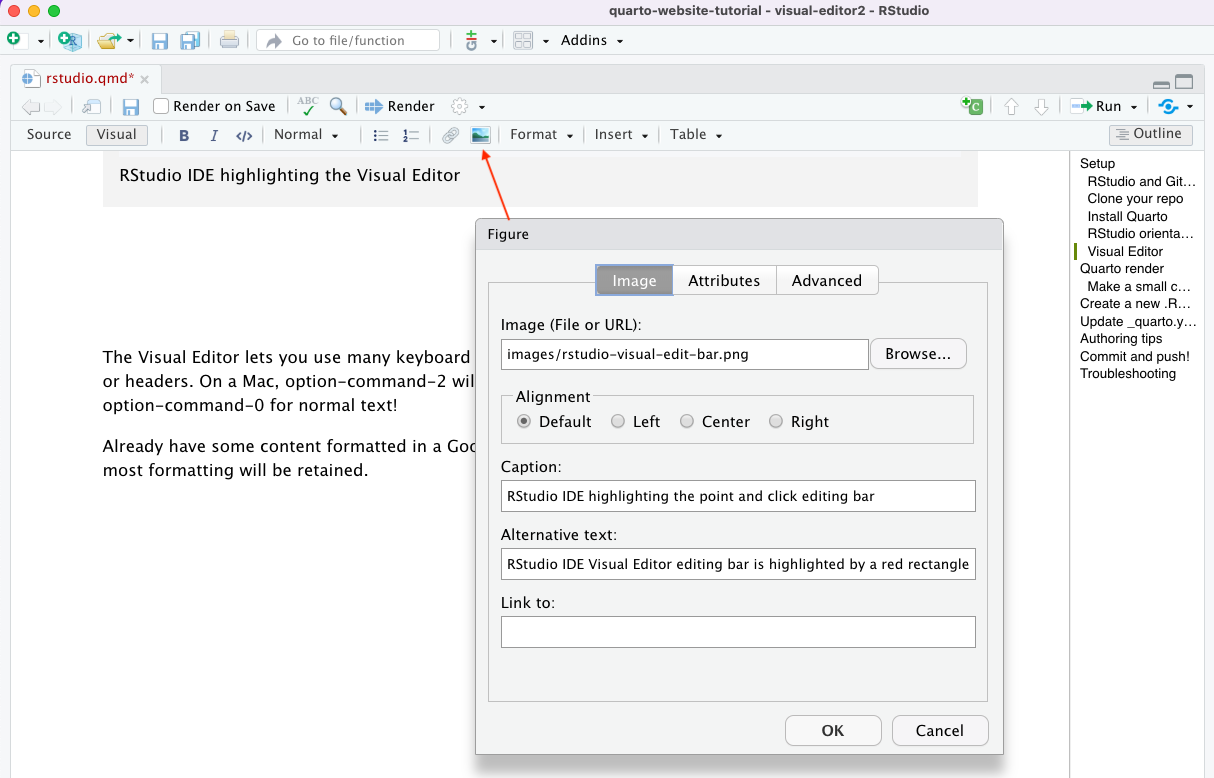 quarto-website-tutorial - visual-editor2 - RStudio
Go to file/function
Addins
rstudio.qmd*
Render on Save
ABC
Render
C
Run
Source
Visual
B
I
</>
Normal
Format
Insert
Table
Outline
RStudio IDE highlighting the Visual Editor
The Visual Editor lets you use many keyboard
or headers. On a Mac, option-command-2 wil
option-command-0 for normal text!
Already have some content formatted in a Goo
most formatting will be retained.
Figure
Image
Attributes
Advanced
Image (File or URL):
images/rstudio-visual-edit-bar.png
Browse...
Alignment
Default
Left
Center
Right
Caption:
RStudio IDE highlighting the point and click editing bar
Alternative text:
RStudio IDE Visual Editor editing bar is highlighted by a red rectangle
Link to:
OK
Cancel
Setup
RStudio and Git...
Clone your repo
Install Quarto
RStudio orienta...
Visual Editor
Quarto render
Make a small c...
Create a new .R...
Update _quarto.y...
Authoring tips
Commit and push!
Troubleshooting